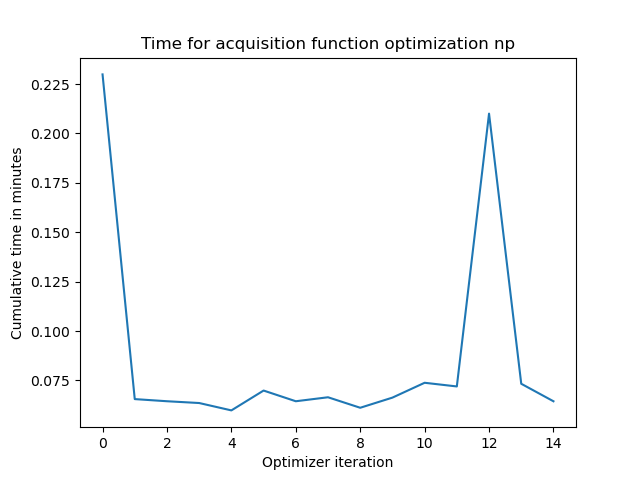 Time for acquisition function optimization np
Cumulative time in minutes
0.225
0.200
0.175
0.150
0.125
0.100
0.075
0 2 4 6 8 10 12 14
Optimizer iteration